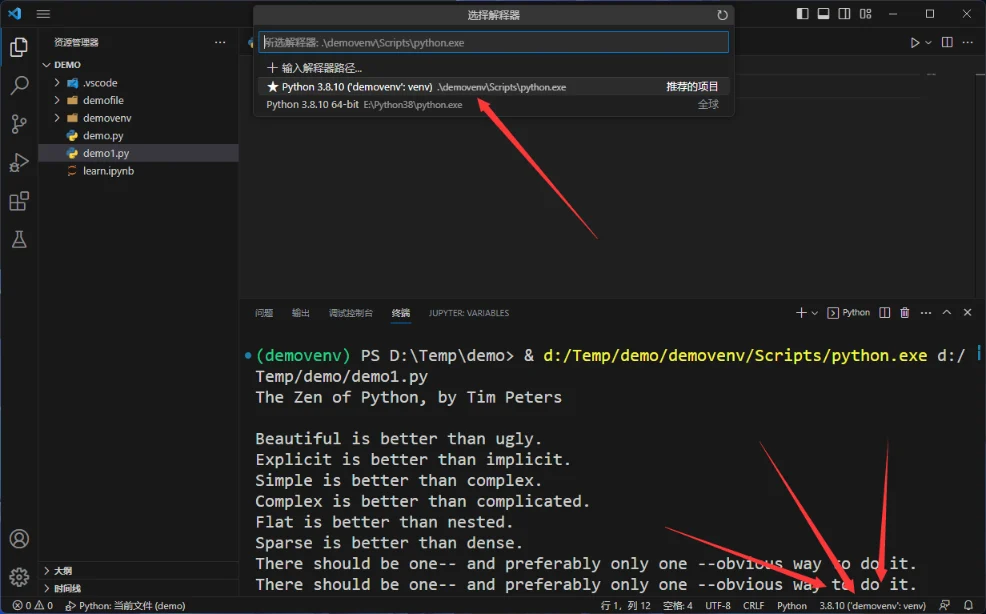 选择解释器
所选解释器: .\demovenv\Scripts\python.exe
输入解释器路径...
Python 3.8.10 ('demovenv': venv) .\demovenv\Scripts\python.exe 推荐的项目
Python 3.8.10 64-bit E:\Python38\python.exe 全球
资源管理器
DEMO
.vscode
demofile
demovenv
demo.py
demo1.py
learn.ipynb
大纲
时间线
问题 输出 调试控制台 终端 JUPYTER: VARIABLES
Python
(demovenv) PS D:\Temp\demo> & d:/Temp/demo/demovenv/Scripts/python.exe d:/
Temp/demo/demo1.py
The Zen of Python, by Tim Peters
Beautiful is better than ugly.
Explicit is better than implicit.
Simple is better than complex.
Complex is better than complicated.
Flat is better than nested.
Sparse is better than dense.
There should be one-- and preferably only one --obvious way to do it.
There should be one-- and preferably only one --obvious way to do it.
0 0 Python: 当前文件 (demo) 行 1，列 12 空格: 4 UTF-8 CRLF Python 3.8.10 ('demovenv': venv)